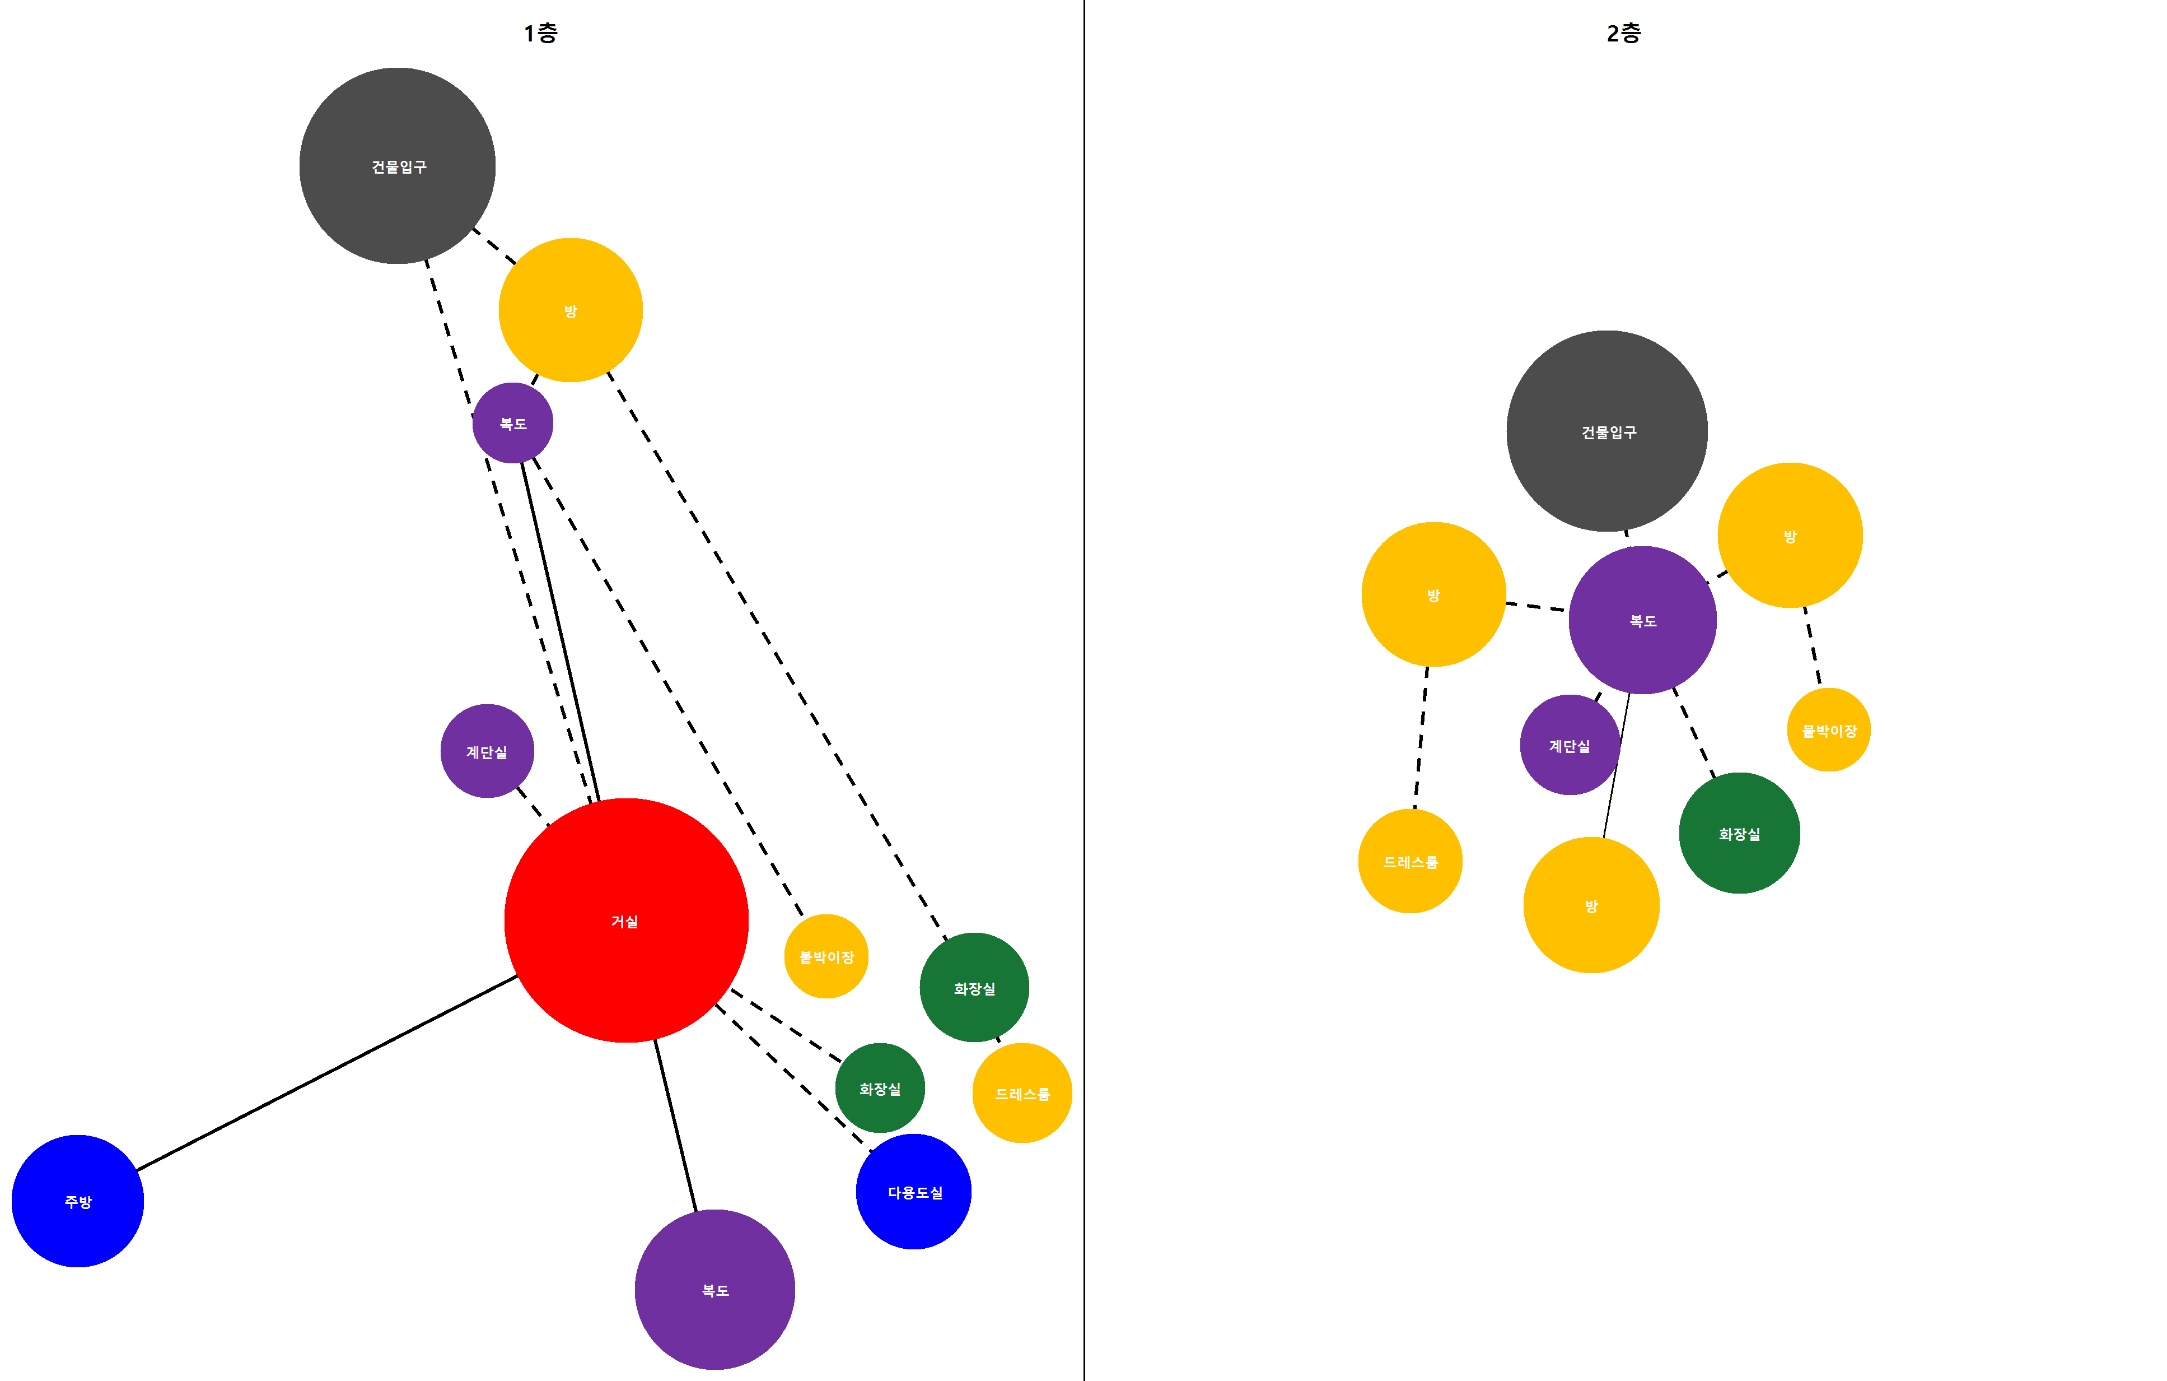 1층
건물입구
방
복도
계단실
거실
붙박이장
화장실
화장실
드레스룸
다용도실
주방
복도
2층
건물입구
방
방
복도
계단실
붙박이장
화장실
드레스룸
방